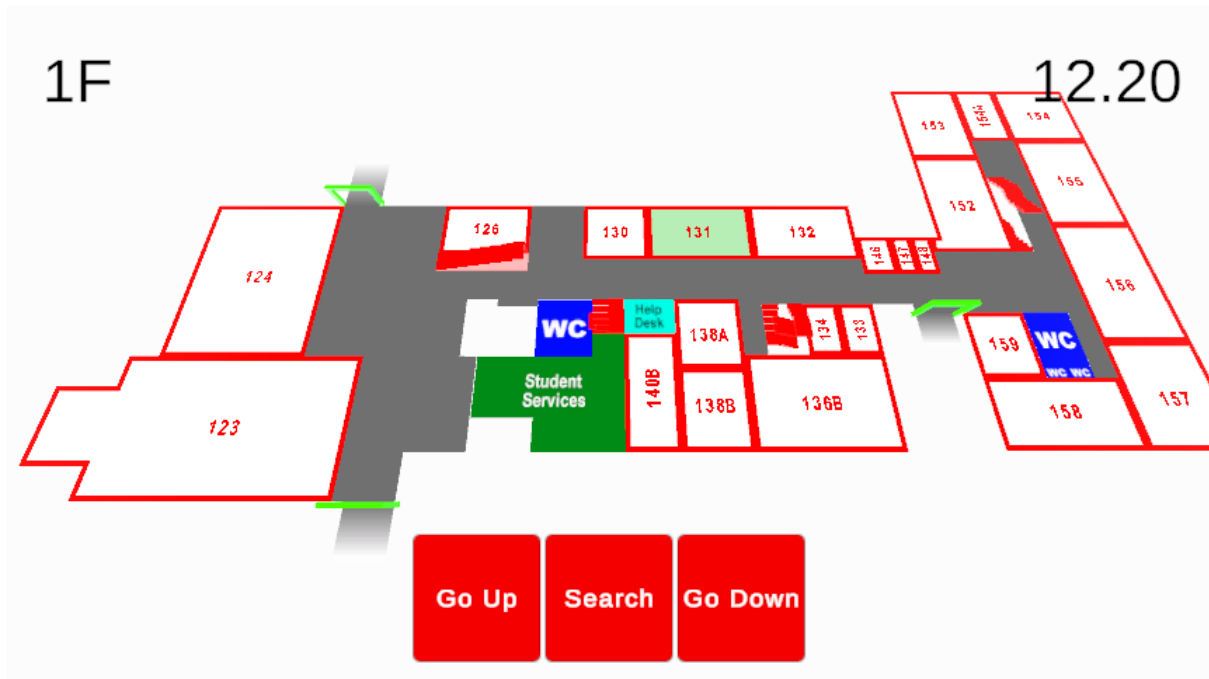 1F
12.20
153
154
155
152
126
130
131
132
146
147
148
124
156
WC
Help
Desk
138A
134
133
159
WC
WC WC
Student
Services
140B
138B
136B
158
157
123
Go Up
Search
Go Down